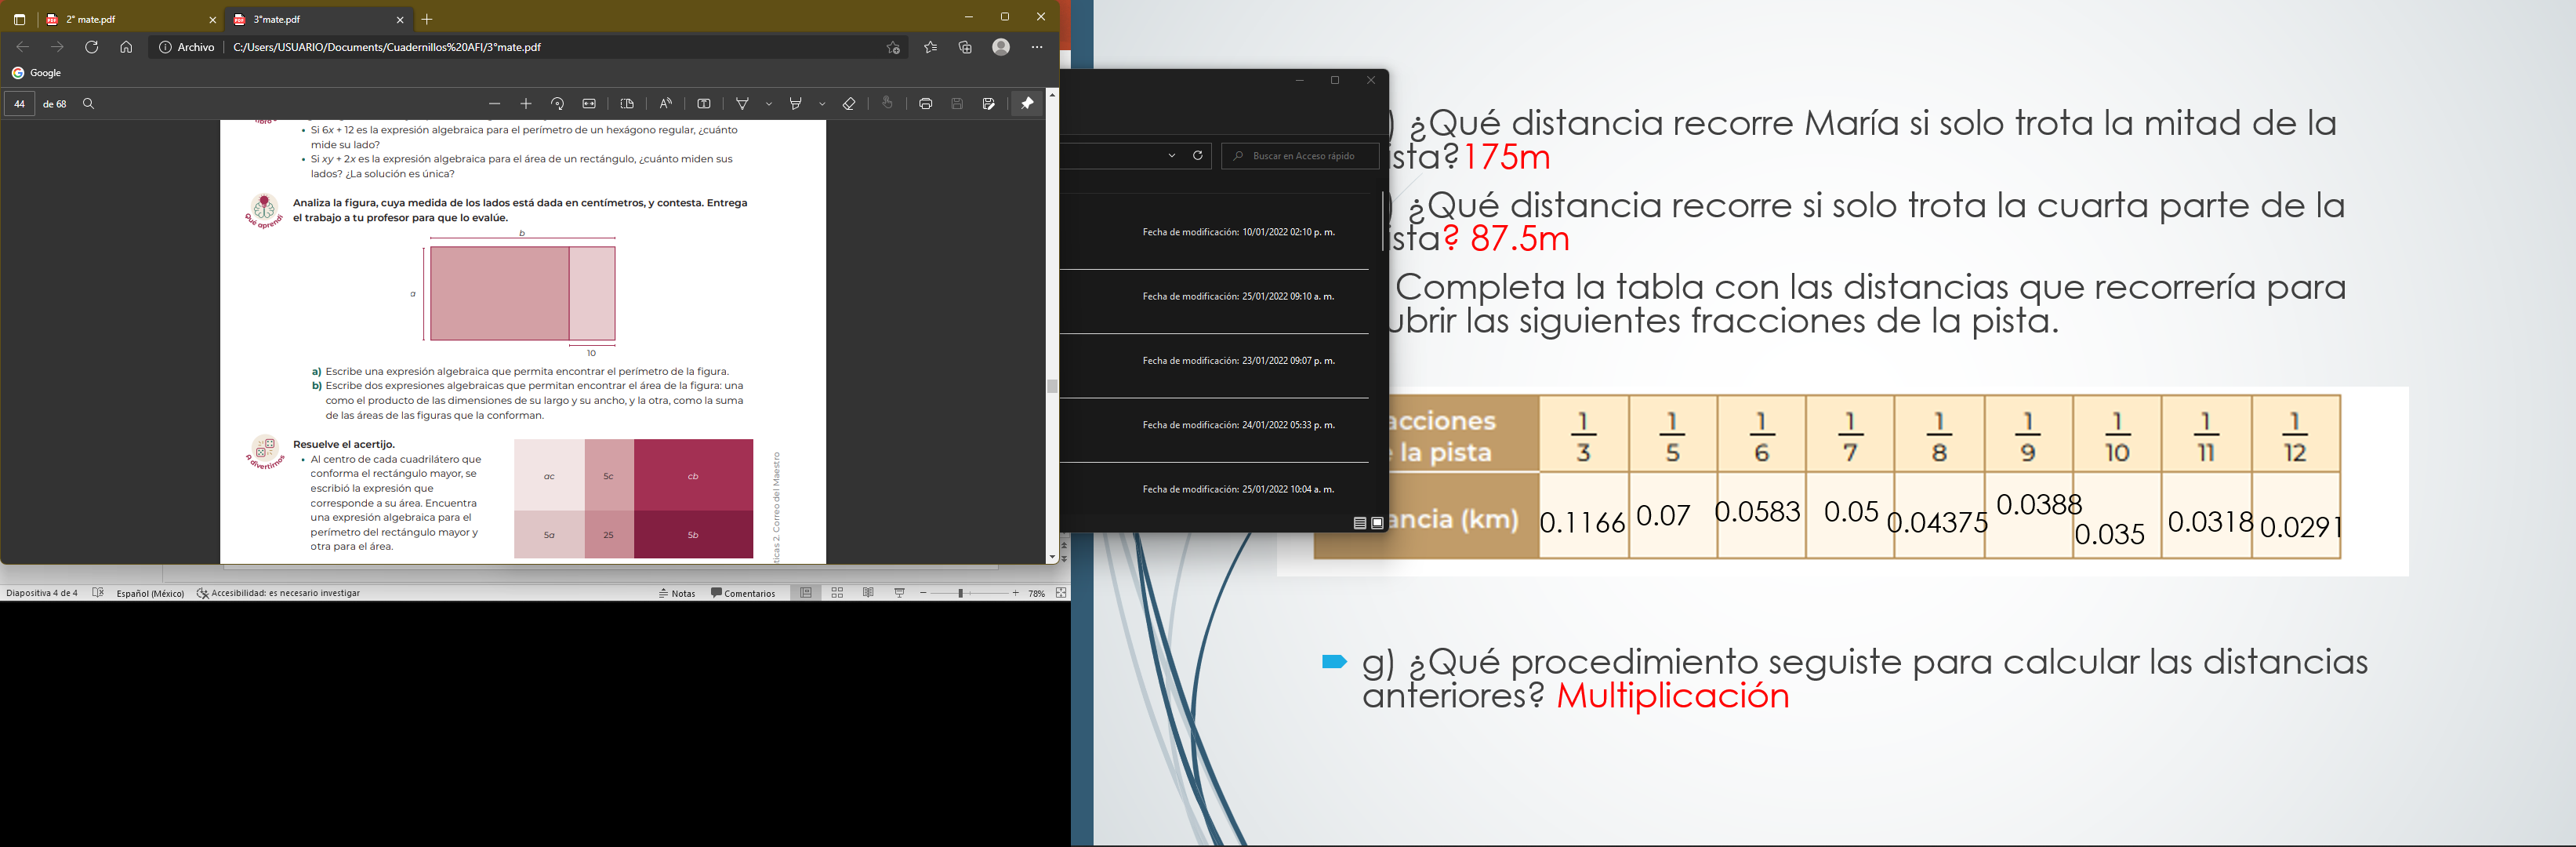 2° mate.pdf
3°mate.pdf
Archivo
C:/Users/USUARIO/Documents/Cuadernillos%20AFI/3°mate.pdf
Google
44 de 68
• Si 6x + 12 es la expresión algebraica para el perímetro de un hexágono regular, ¿cuánto
mide su lado?
• Si xy + 2x es la expresión algebraica para el área de un rectángulo, ¿cuánto miden sus
lados? ¿La solución es única?
Qué aprendí
Analiza la figura, cuya medida de los lados está dada en centímetros, y contesta. Entrega
el trabajo a tu profesor para que lo evalúe.
b
a
10
a) Escribe una expresión algebraica que permita encontrar el perímetro de la figura.
b) Escribe dos expresiones algebraicas que permitan encontrar el área de la figura: una
como el producto de las dimensiones de su largo y su ancho, y la otra, como la suma
de las áreas de las figuras que la conforman.
A divertirnos
Resuelve el acertijo.
• Al centro de cada cuadrilátero que
conforma el rectángulo mayor, se
escribió la expresión que
corresponde a su área. Encuentra
una expresión algebraica para el
perímetro del rectángulo mayor y
otra para el área.
ac 5c cb
5a 25 5b
ticas 2. Correo del Maestro
Diapositiva 4 de 4
Español (México)
Accesibilidad: es necesario investigar
Notas
Comentarios
78%
Buscar en Acceso rápido
Fecha de modificación: 10/01/2022 02:10 p. m.
Fecha de modificación: 25/01/2022 09:10 a. m.
Fecha de modificación: 23/01/2022 09:07 p. m.
Fecha de modificación: 24/01/2022 05:33 p. m.
Fecha de modificación: 25/01/2022 10:04 a. m.
) ¿Qué distancia recorre María si solo trota la mitad de la
ista?175m
) ¿Qué distancia recorre si solo trota la cuarta parte de la
ista? 87.5m
Completa la tabla con las distancias que recorrería para
ubrir las siguientes fracciones de la pista.
acciones
la pista
1/3 1/5 1/6 1/7 1/8 1/9 1/10 1/11 1/12
ancia (km)
0.1166 0.07 0.0583 0.05 0.04375 0.0388 0.035 0.0318 0.0291
g) ¿Qué procedimiento seguiste para calcular las distancias
anteriores? Multiplicación